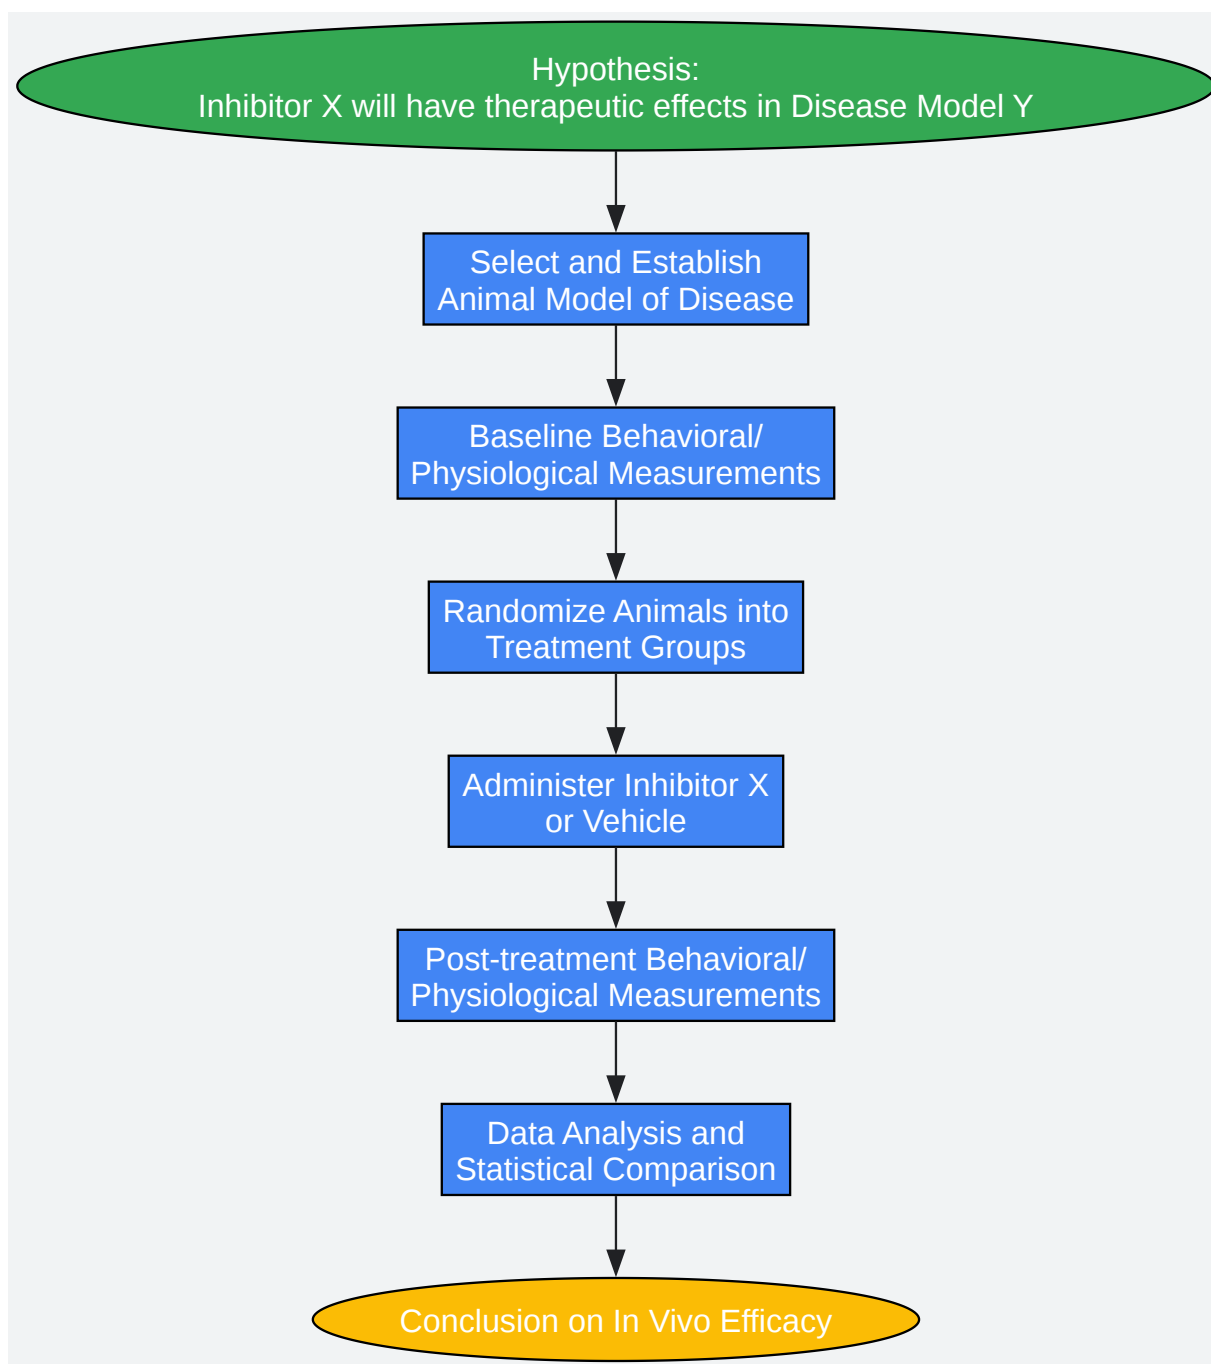 Hypothesis:
Inhibitor X will have therapeutic effects in Disease Model Y
Select and Establish
Animal Model of Disease
Baseline Behavioral/
Physiological Measurements
Randomize Animals into
Treatment Groups
Administer Inhibitor X
or Vehicle
Post-treatment Behavioral/
Physiological Measurements
Data Analysis and
Statistical Comparison
Conclusion on In Vivo Efficacy